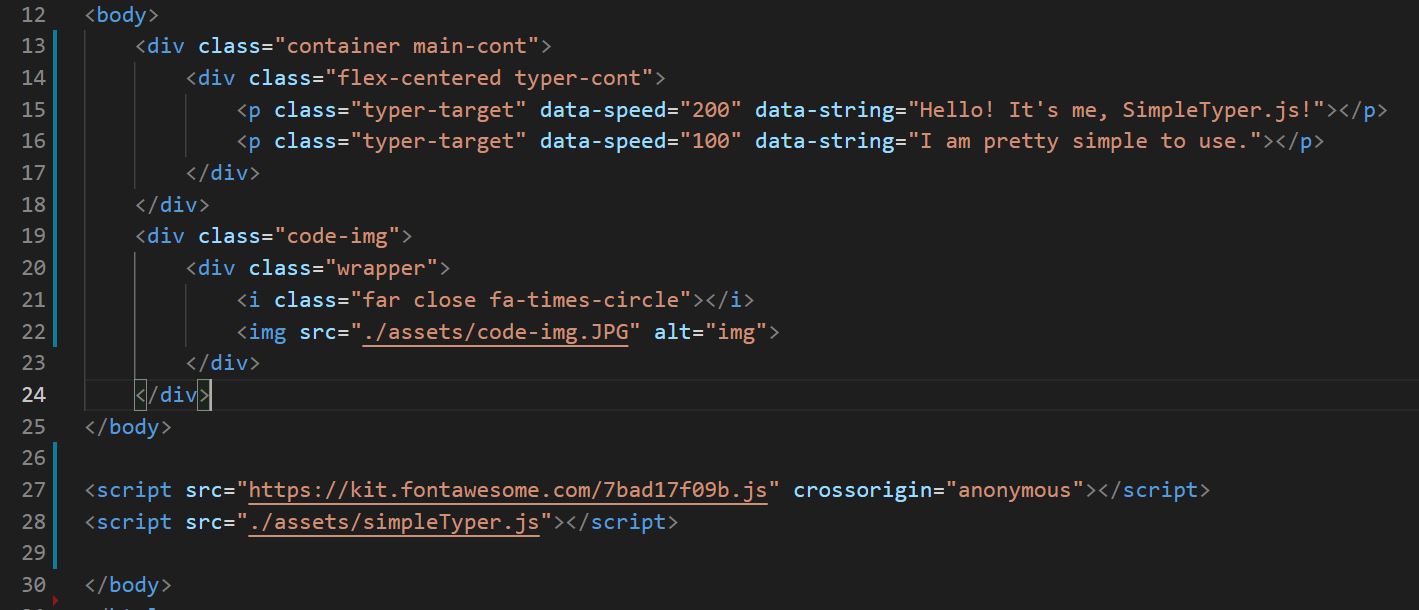 12 <body>
13     <div class="container main-cont">
14         <div class="flex-centered typer-cont">
15             <p class="typer-target" data-speed="200" data-string="Hello! It's me, SimpleTyper.js!"></p>
16             <p class="typer-target" data-speed="100" data-string="I am pretty simple to use."></p>
17         </div>
18     </div>
19     <div class="code-img">
20         <div class="wrapper">
21             <i class="far close fa-times-circle"></i>
22             <img src="./assets/code-img.JPG" alt="img">
23         </div>
24     </div>
25 </body>
26
27 <script src="https://kit.fontawesome.com/7bad17f09b.js" crossorigin="anonymous"></script>
28 <script src="./assets/simpleTyper.js"></script>
29
30 </body>